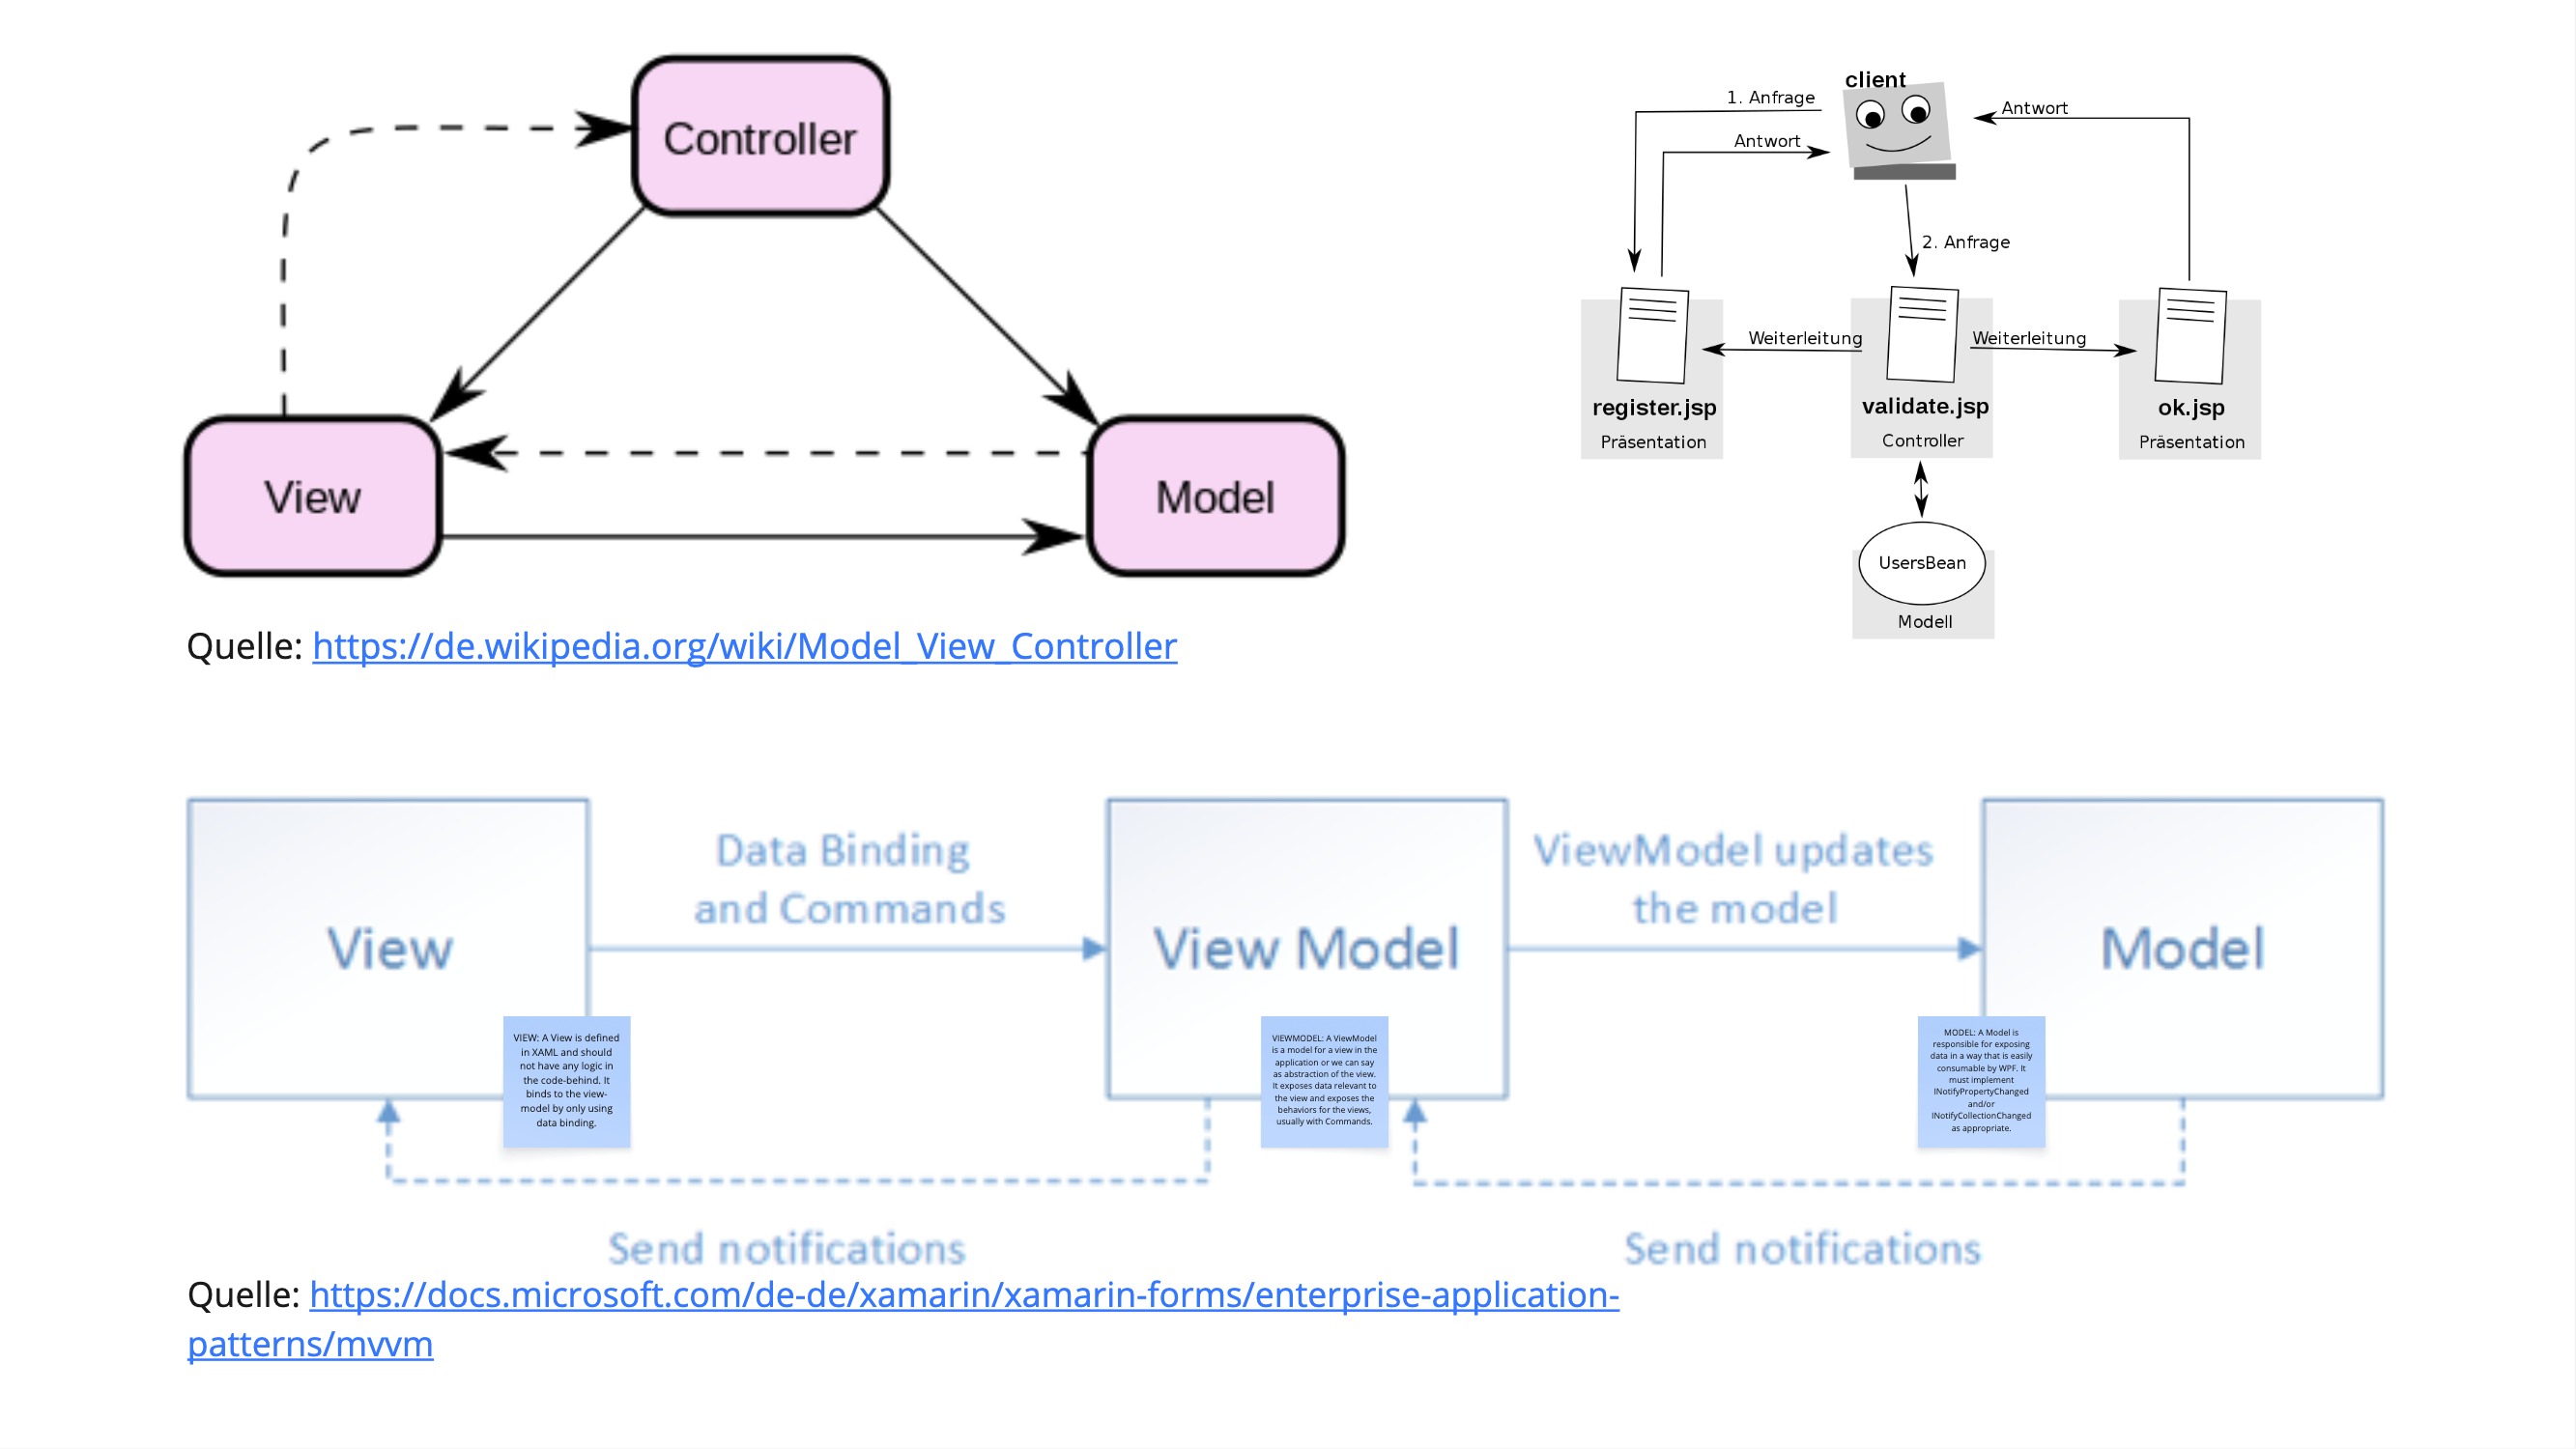 Controller
View
Model
Quelle: https://de.wikipedia.org/wiki/Model_View_Controller
client
1. Anfrage
Antwort
Antwort
2. Anfrage
Weiterleitung
Weiterleitung
register.jsp
Präsentation
validate.jsp
Controller
ok.jsp
Präsentation
UsersBean
Modell
View
Data Binding
and Commands
View Model
ViewModel updates
the model
Model
VIEW: A View is defined
in XAML and should
not have any logic in
the code-behind. It
binds to the view-
model by only using
data binding.
VIEWMODEL: A ViewModel
is a model for a view in the
application or we can say
as abstraction of the view.
It exposes data relevant to
the view and exposes the
behaviors for the views,
usually with Commands.
MODEL: A Model is
responsible for exposing
data in a way that is easily
consumable by WPF. It
must implement
INotifyPropertyChanged
and/or
INotifyCollectionChanged
as appropriate.
Send notifications
Send notifications
Quelle: https://docs.microsoft.com/de-de/xamarin/xamarin-forms/enterprise-application-
patterns/mvvm